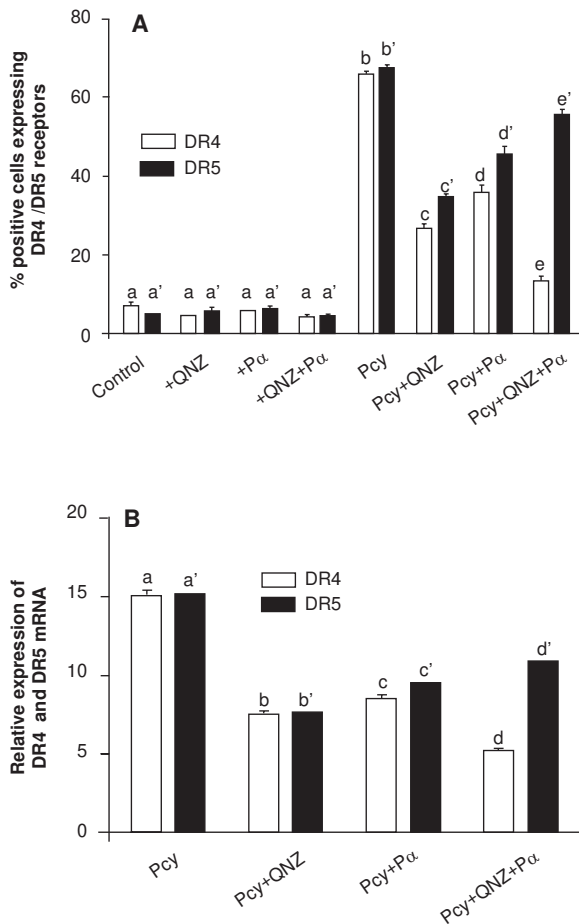 A
% positive cells expressing
DR4 /DR5 receptors
80
60
40
20
0
DR4
DR5
a a' a a' a a' a a' b b' c c' d d' e e'
Control
+QNZ
+Pα
+QNZ+Pα
Pcy
Pcy+QNZ
Pcy+Pα
Pcy+QNZ+Pα
B
Relative expression of
DR4 and DR5 mRNA
20
15
10
5
0
DR4
DR5
a a' b b' c c' d d'
Pcy
Pcy+QNZ
Pcy+Pα
Pcy+QNZ+Pα